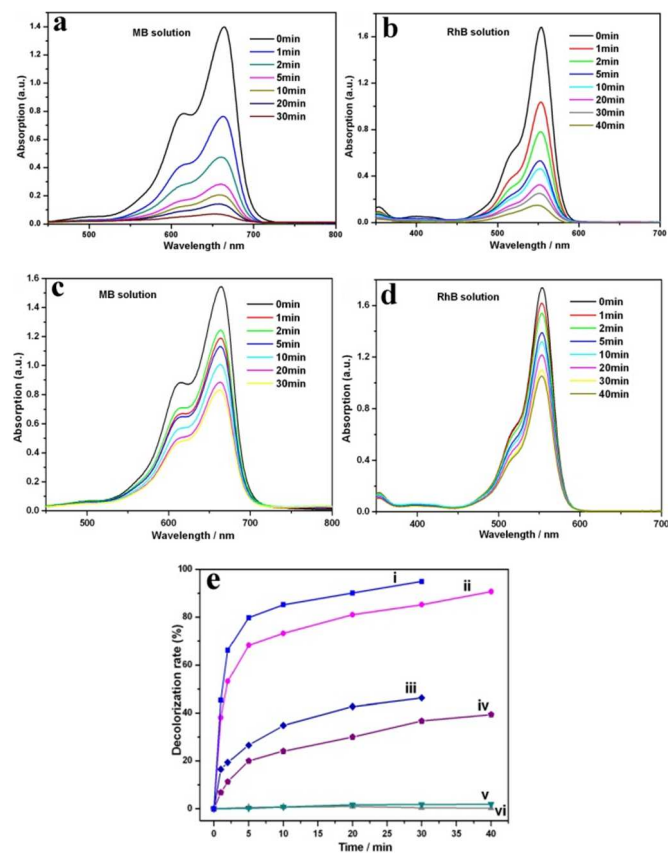 a
MB solution
0min
1min
2min
5min
10min
20min
30min
Absorption (a.u.)
1.4
1.2
1.0
0.8
0.6
0.4
0.2
0.0
500
600
700
800
Wavelength / nm
b
RhB solution
0min
1min
2min
5min
10min
20min
30min
40min
Absorption (a.u.)
1.6
1.2
0.8
0.4
0.0
400
500
600
700
Wavelength / nm
c
MB solution
0min
1min
2min
5min
10min
20min
30min
Absorption (a.u.)
1.6
1.4
1.2
1.0
0.8
0.6
0.4
0.2
0.0
500
600
700
800
Wavelength / nm
d
RhB solution
0min
1min
2min
5min
10min
20min
30min
40min
Absorption (a.u.)
1.6
1.2
0.8
0.4
0.0
400
500
600
700
Wavelength / nm
e
i
ii
iii
iv
v
vi
Decolorization rate (%)
100
80
60
40
20
0
0
5
10
15
20
25
30
35
40
Time / min